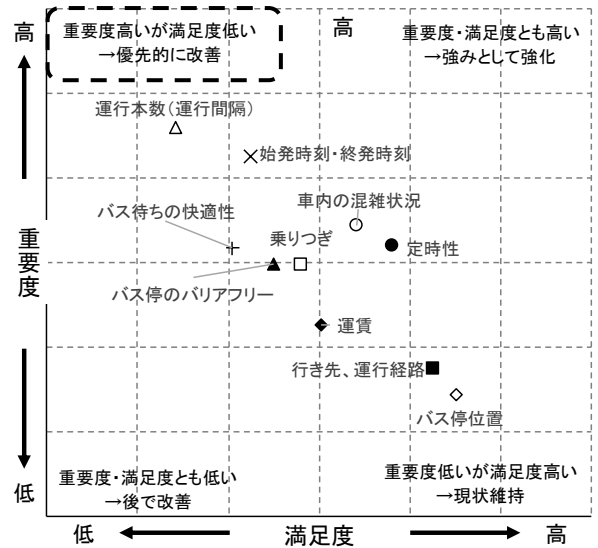 高
重要度高いが満足度低い
→優先的に改善
高
重要度・満足度とも高い
→強みとして強化
運行本数（運行間隔）
始発時刻・終発時刻
バス待ちの快適性
車内の混雑状況
乗りつぎ
定時性
重要度
バス停のバリアフリー
運賃
行き先、運行経路
バス停位置
重要度・満足度とも低い
→後で改善
重要度低いが満足度高い
→現状維持
低
低
満足度
高